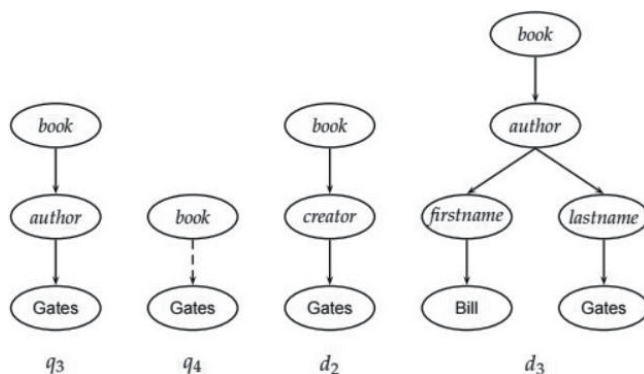 book
book
book
author
author
book
creator
firstname
lastname
Gates
Gates
Gates
Bill
Gates
q3
q4
d2
d3